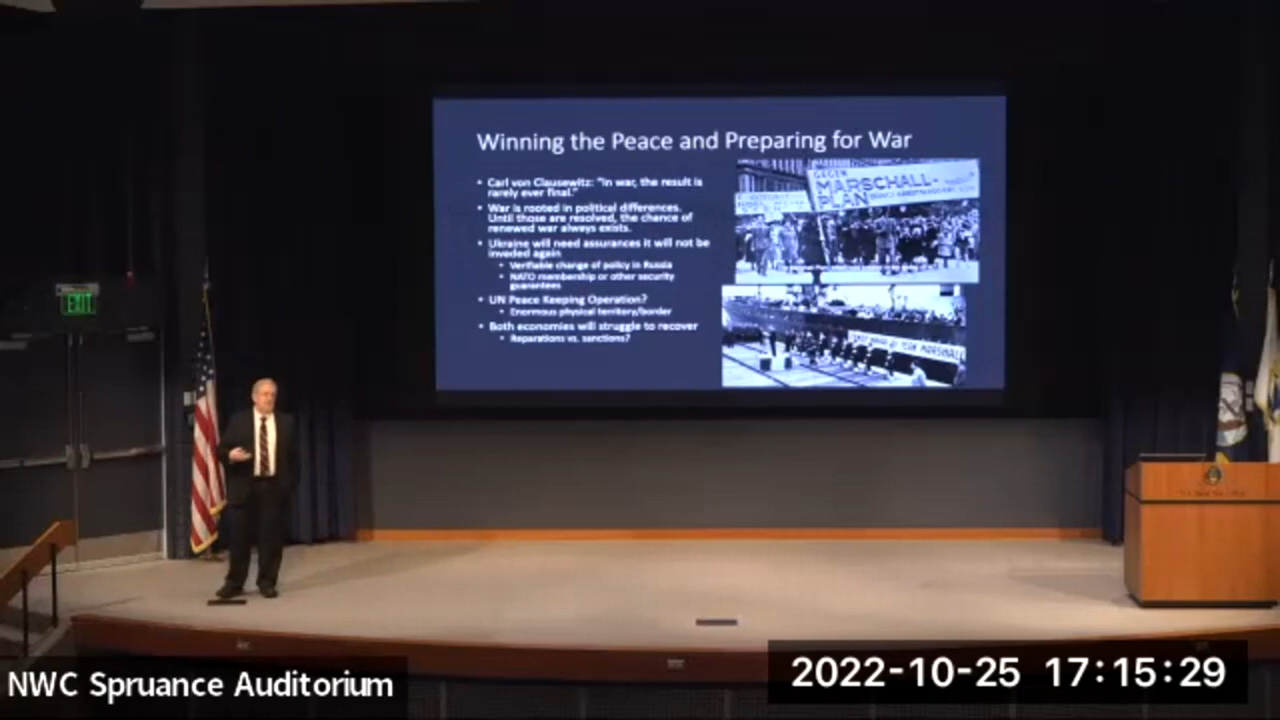 Winning the Peace and Preparing for War
• Carl von Clausewitz: "In war, the result is
rarely ever final."
• War is rooted in political differences.
Until those are resolved, the chance of
renewed war always exists.
• Ukraine will need assurances it will not be
invaded again
• Verifiable change of policy in Russia
• NATO membership or other security
guarantees
• UN Peace Keeping Operation?
• Enormous physical territory/border
• Both economies will struggle to recover
• Reparations vs. sanctions?
GEGEN
MARSCHALL-
PLAN
MARSHALL
EXIT
NWC Spruance Auditorium
2022-10-25 17:15:29